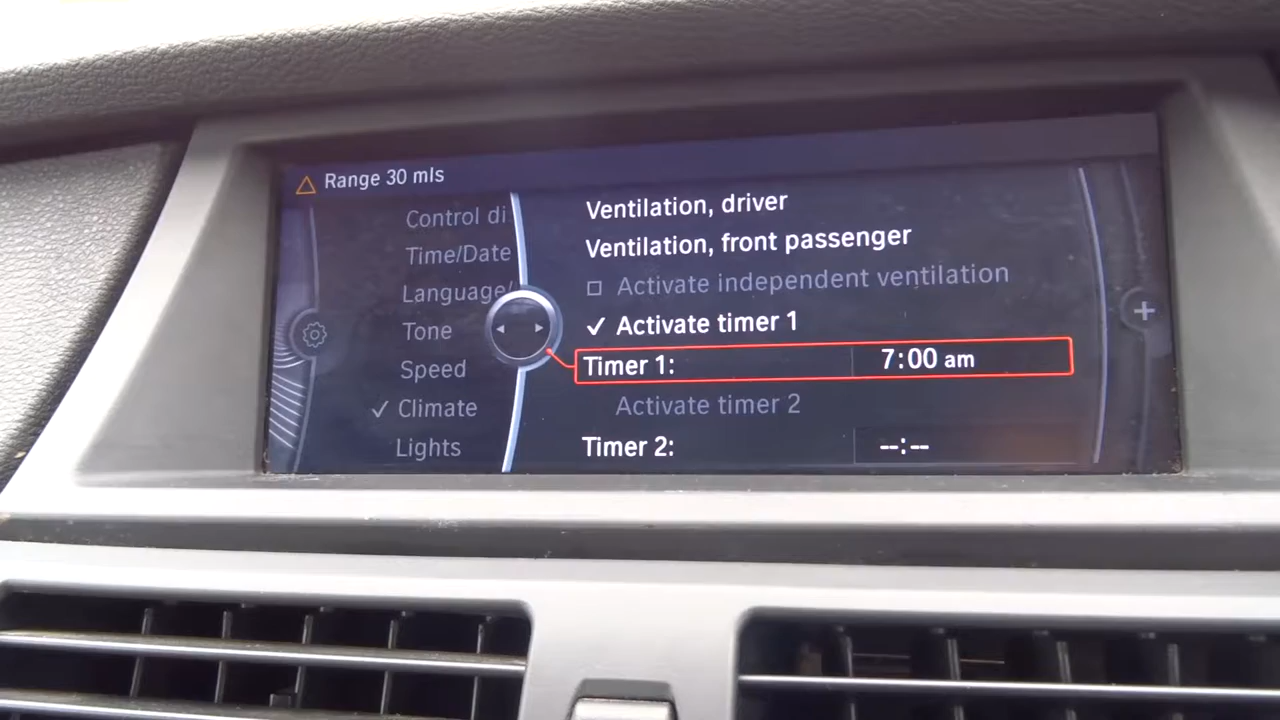 Range 30 mls
Control di
Time/Date
Language/
Tone
Speed
✓ Climate
Lights
Ventilation, driver
Ventilation, front passenger
Activate independent ventilation
✓ Activate timer 1
Timer 1: 7:00 am
Activate timer 2
Timer 2: --:--